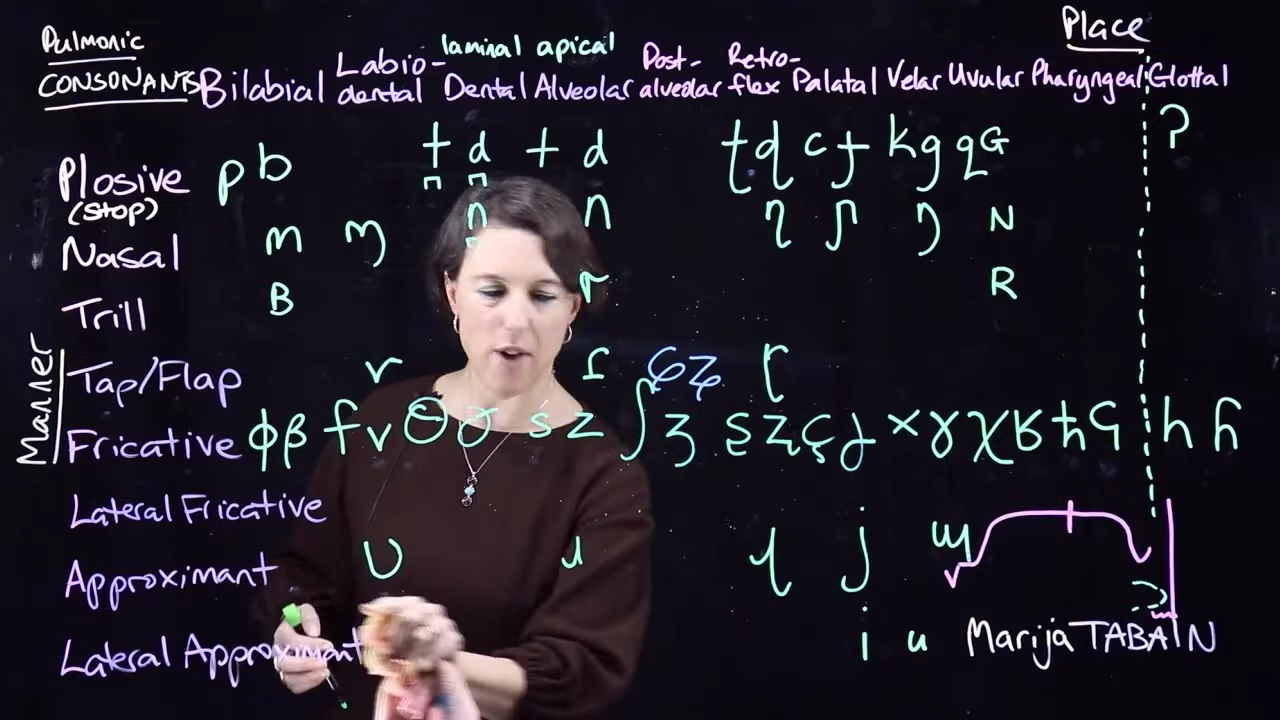 Place
Pulmonic
CONSONANTS Bilabial Labio-dental laminal Dental apical Alveolar Post-alveolar Retro-flex Palatal Velar Uvular Pharyngeal Glottal
Plosive p b t̪ d̪ t d ʈ ɖ c ɟ k g q ɢ ʔ
(stop)
Nasal m ɱ n̪ n ɳ ɲ ŋ ɴ
Trill ʙ r ʀ
Manner
Tap/Flap ⱱ ɾ ɕ ʑ ɽ
Fricative ɸ β f v θ ð s z ʃ ʒ ʂ ʐ ç ʝ x ɣ χ ʁ ħ ʕ h ɦ
Lateral Fricative
Approximant ʋ ɹ ɻ j ɰ
Lateral Approximant i u Marija TABAIN